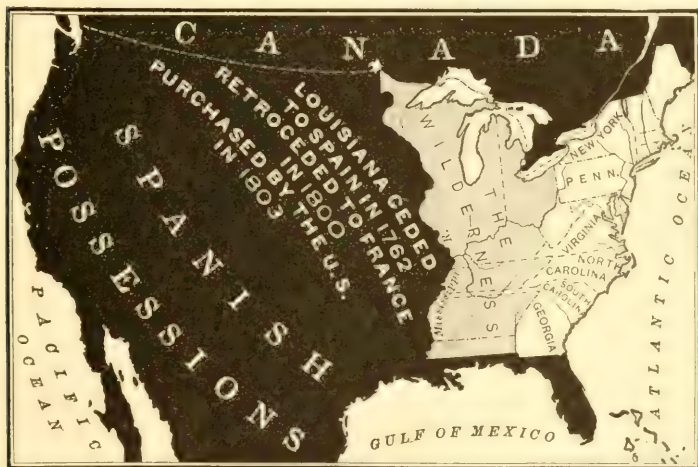 CANADA
LOUISIANA CEDED
TO SPAIN IN 1762
RETROCEDED TO FRANCE
IN 1800
PURCHASED BY THE U.S.
IN 1803
SPANISH
POSSESSIONS
THE
WILDERNESS
NEW YORK
PENN.
VIRGINIA
NORTH
CAROLINA
SOUTH
CAROLINA
GEORGIA
Mississippi
PACIFIC
OCEAN
ATLANTIC OCEAN
GULF OF MEXICO